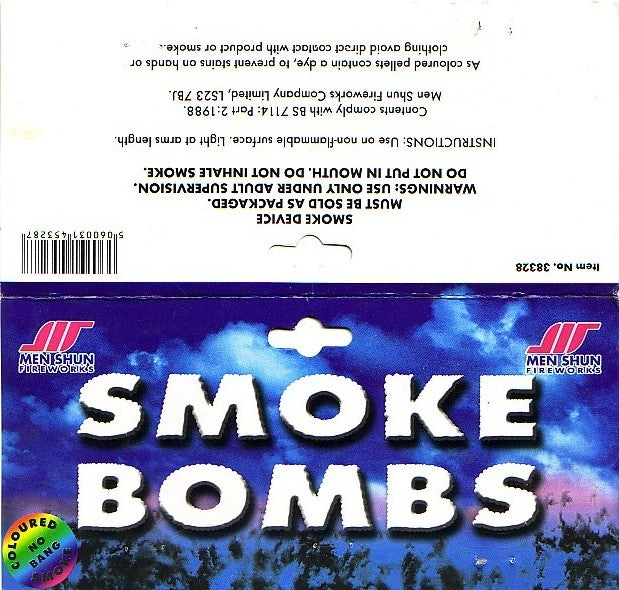 Item No. 38328
5 060031 453287
SMOKE DEVICE
MUST BE SOLD AS PACKAGED.
WARNINGS: USE ONLY UNDER ADULT SUPERVISION.
DO NOT PUT IN MOUTH. DO NOT INHALE SMOKE.
INSTRUCTIONS: Use on non-flammable surface. Light at arms length.
Contents comply with BS 7114: Part 2:1988.
Men Shun Fireworks Company Limited, LS23 7BJ.
As coloured pellets contain a dye, to prevent stains on hands or
clothing avoid diract contact with product or smoke..
MEN SHUN
FIREWORKS
MEN SHUN
FIREWORKS
SMOKE
BOMBS
COLOURED
NO
BANG
SMOKE